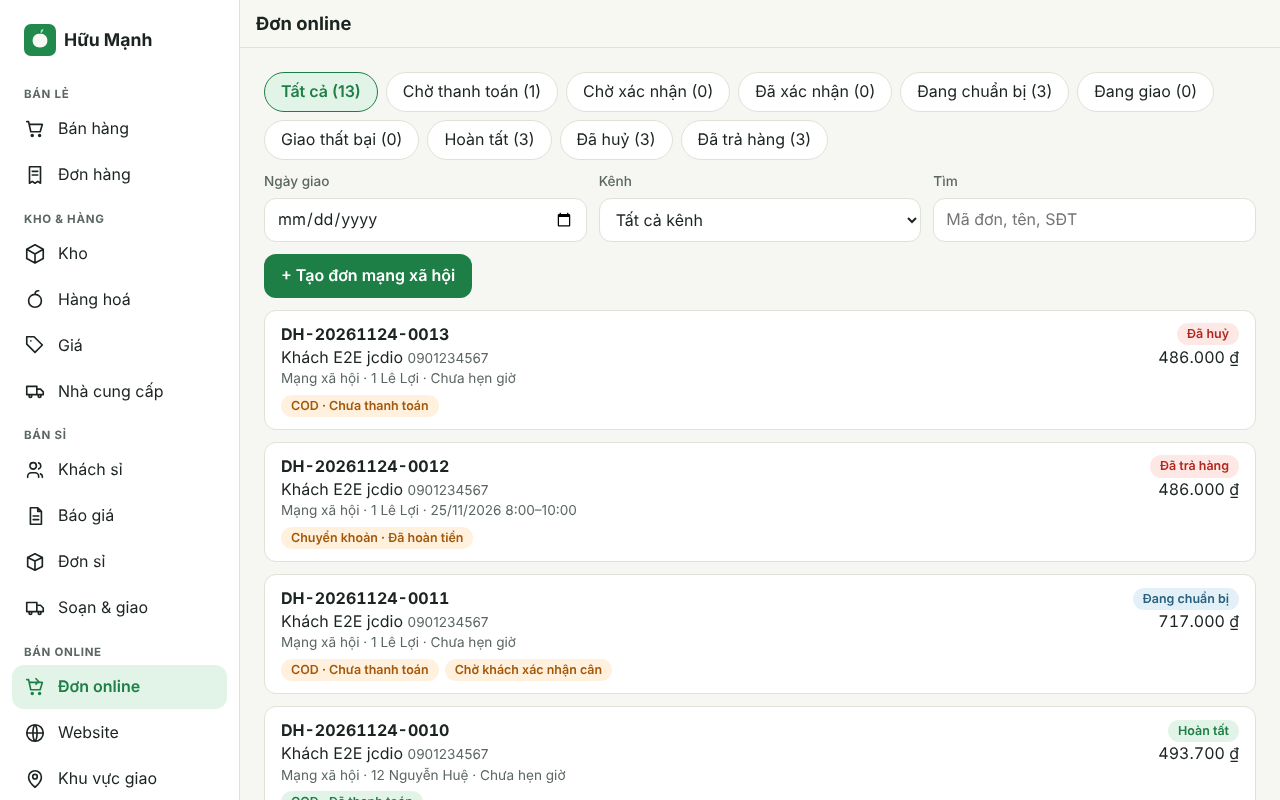 Hữu Mạnh
BÁN LẺ
Bán hàng
Đơn hàng
KHO & HÀNG
Kho
Hàng hoá
Giá
Nhà cung cấp
BÁN SỈ
Khách sỉ
Báo giá
Đơn sỉ
Soạn & giao
BÁN ONLINE
Đơn online
Website
Khu vực giao
Đơn online
Tất cả (13) Chờ thanh toán (1) Chờ xác nhận (0) Đã xác nhận (0) Đang chuẩn bị (3) Đang giao (0)
Giao thất bại (0) Hoàn tất (3) Đã huỷ (3) Đã trả hàng (3)
Ngày giao Kênh Tìm
mm/dd/yyyy Tất cả kênh Mã đơn, tên, SĐT
+ Tạo đơn mạng xã hội
DH-20261124-0013 Đã huỷ
Khách E2E jcdio 0901234567 486.000 ₫
Mạng xã hội · 1 Lê Lợi · Chưa hẹn giờ
COD · Chưa thanh toán
DH-20261124-0012 Đã trả hàng
Khách E2E jcdio 0901234567 486.000 ₫
Mạng xã hội · 1 Lê Lợi · 25/11/2026 8:00–10:00
Chuyển khoản · Đã hoàn tiền
DH-20261124-0011 Đang chuẩn bị
Khách E2E jcdio 0901234567 717.000 ₫
Mạng xã hội · 1 Lê Lợi · Chưa hẹn giờ
COD · Chưa thanh toán Chờ khách xác nhận cân
DH-20261124-0010 Hoàn tất
Khách E2E jcdio 0901234567 493.700 ₫
Mạng xã hội · 12 Nguyễn Huệ · Chưa hẹn giờ
COD · Đã thanh toán